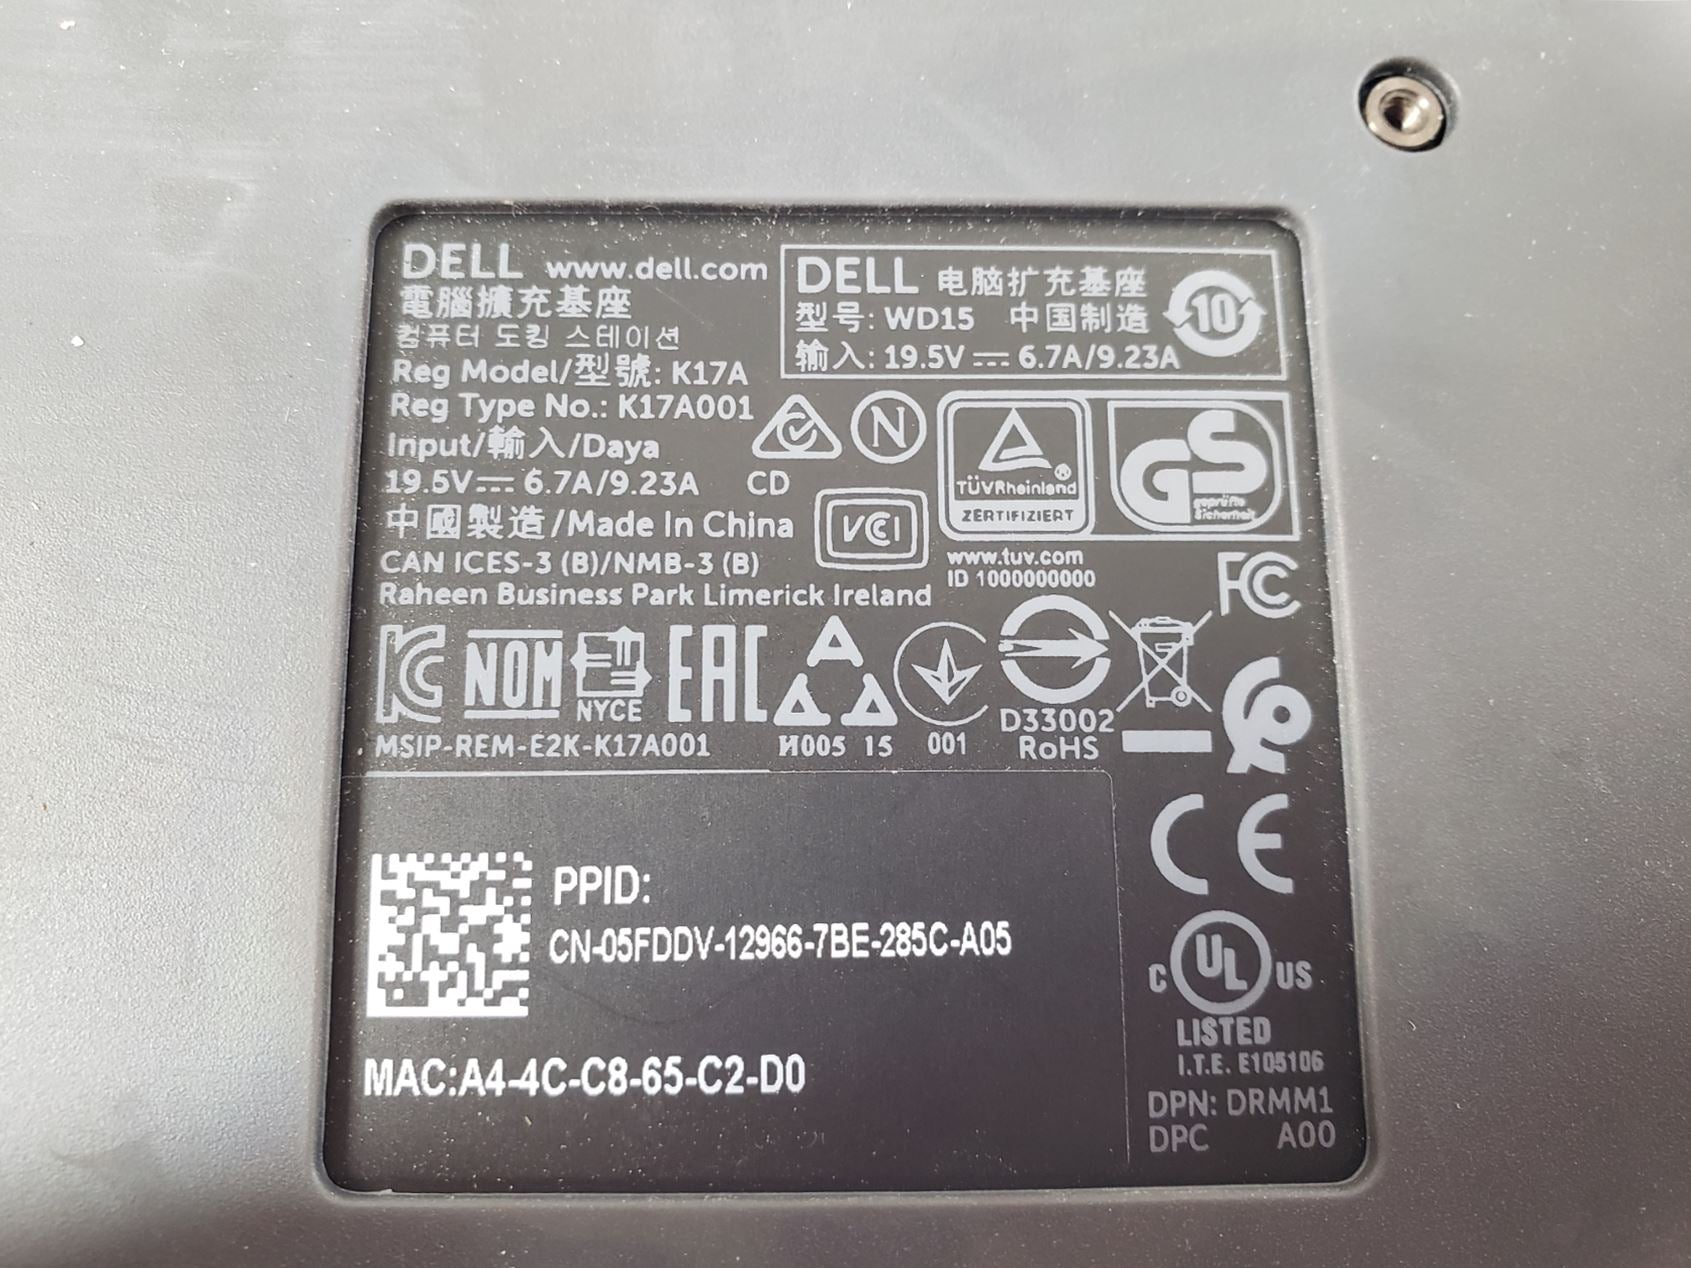 DELL www.dell.com
電腦擴充基座
컴퓨터 도킹 스테이션
Reg Model/型號: K17A
Reg Type No.: K17A001
Input/輸入/Daya
19.5V⎓ 6.7A/9.23A CD
中國製造/Made In China
CAN ICES-3 (B)/NMB-3 (B)
Raheen Business Park Limerick Ireland
DELL 电脑扩充基座
型号: WD15 中国制造
输入: 19.5V⎓ 6.7A/9.23A
10
N
VCI
TÜVRheinland®
ZERTIFIZIERT
www.tuv.com
ID 1000000000
GS
geprüfte
Sicherheit
FC
KC
NOM
NYCE
EAC
MSIP-REM-E2K-K17A001
И005 15
001
D33002
RoHS
PPID:
CN-05FDDV-12966-7BE-285C-A05
MAC:A4-4C-C8-65-C2-D0
CE
C UL US
LISTED
I.T.E. E105106
DPN: DRMM1
DPC A00